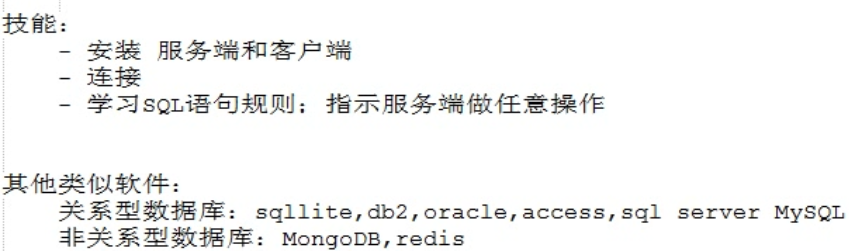 技能：
- 安装 服务端和客户端
- 连接
- 学习SQL语句规则；指示服务端做任意操作
其他类似软件：
关系型数据库：sqllite,db2,oracle,access,sql server MySQL
非关系型数据库：MongoDB,redis